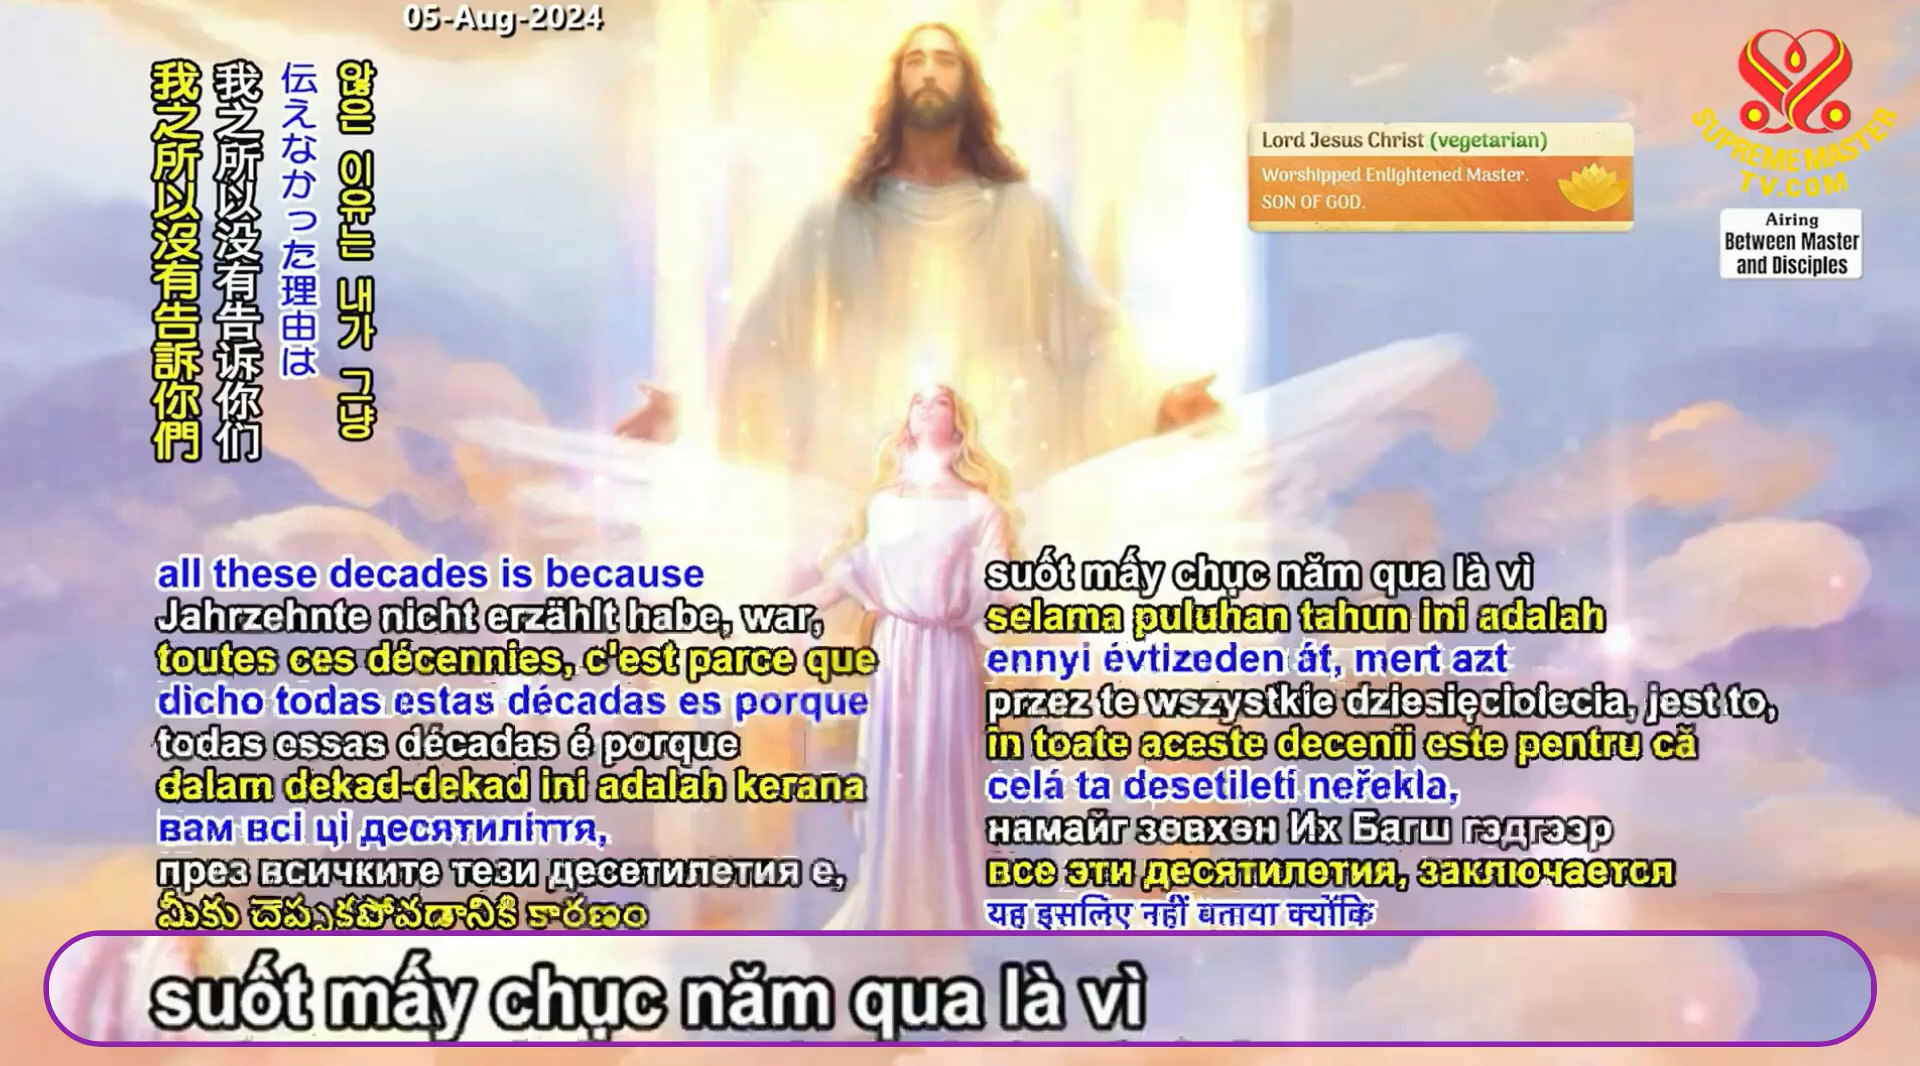 05-Aug-2024
않은 이유는 내가 그냥
伝えなかった理由は
我之所以没有告诉你们
我之所以沒有告訴你們
Lord Jesus Christ (vegetarian)
Worshipped Enlightened Master.
SON OF GOD.
SUPREME MASTER
TV.COM
Airing
Between Master
and Disciples
all these decades is because
Jahrzehnte nicht erzählt habe, war,
toutes ces décennies, c'est parce que
dicho todas estas décadas es porque
todas essas décadas é porque
dalam dekad-dekad ini adalah kerana
вам всі ці десятиліття,
през всичките тези десетилетия е,
మీకు చెప్పకపోవడానికి కారణం
suốt mấy chục năm qua là vì
selama puluhan tahun ini adalah
ennyi évtizeden át, mert azt
przez te wszystkie dziesięciolecia, jest to,
în toate aceste decenii este pentru că
celá ta desetiletí neřekla,
намайг зөвхөн Их Багш гэдгээр
все эти десятилетия, заключается
यह इसलिए नहीं बताया क्योंकि
suốt mấy chục năm qua là vì